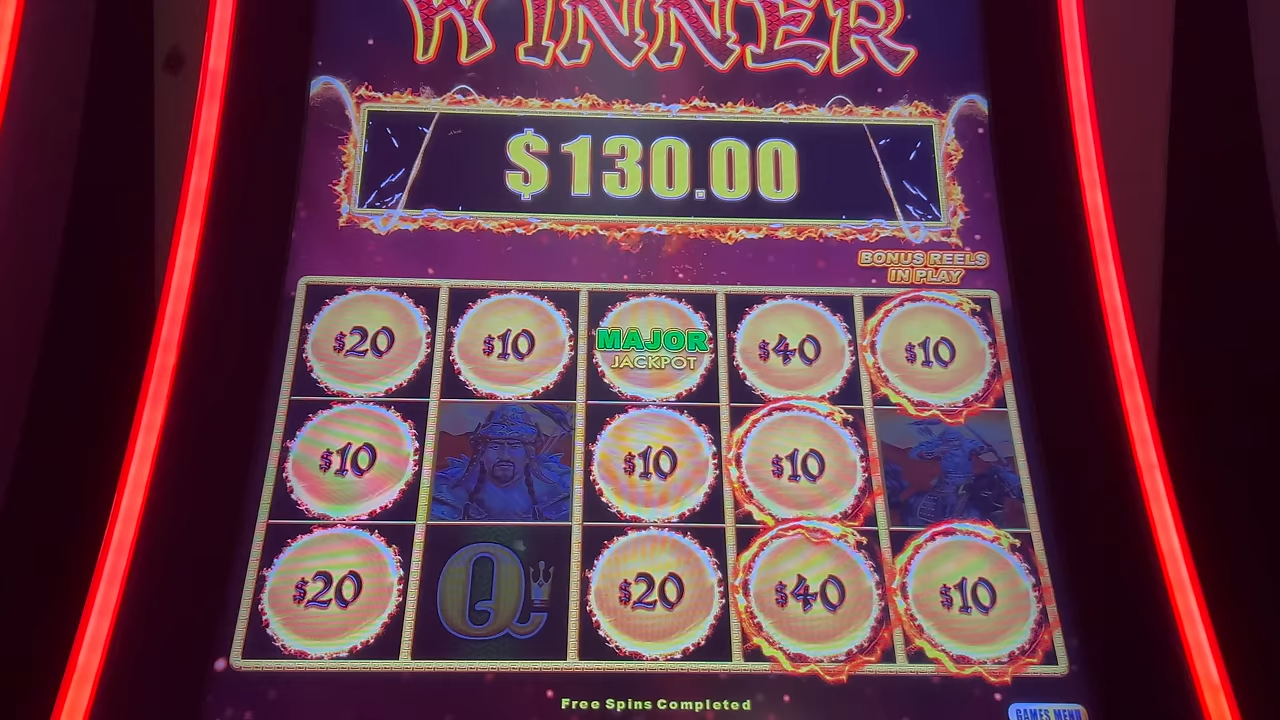 WINNER
$130.00
BONUS REELS
IN PLAY
$20 $10 MAJOR JACKPOT $40 $10
$10 $10 $10
$20 Q $20 $40 $10
Free Spins Completed
GAMES MENU